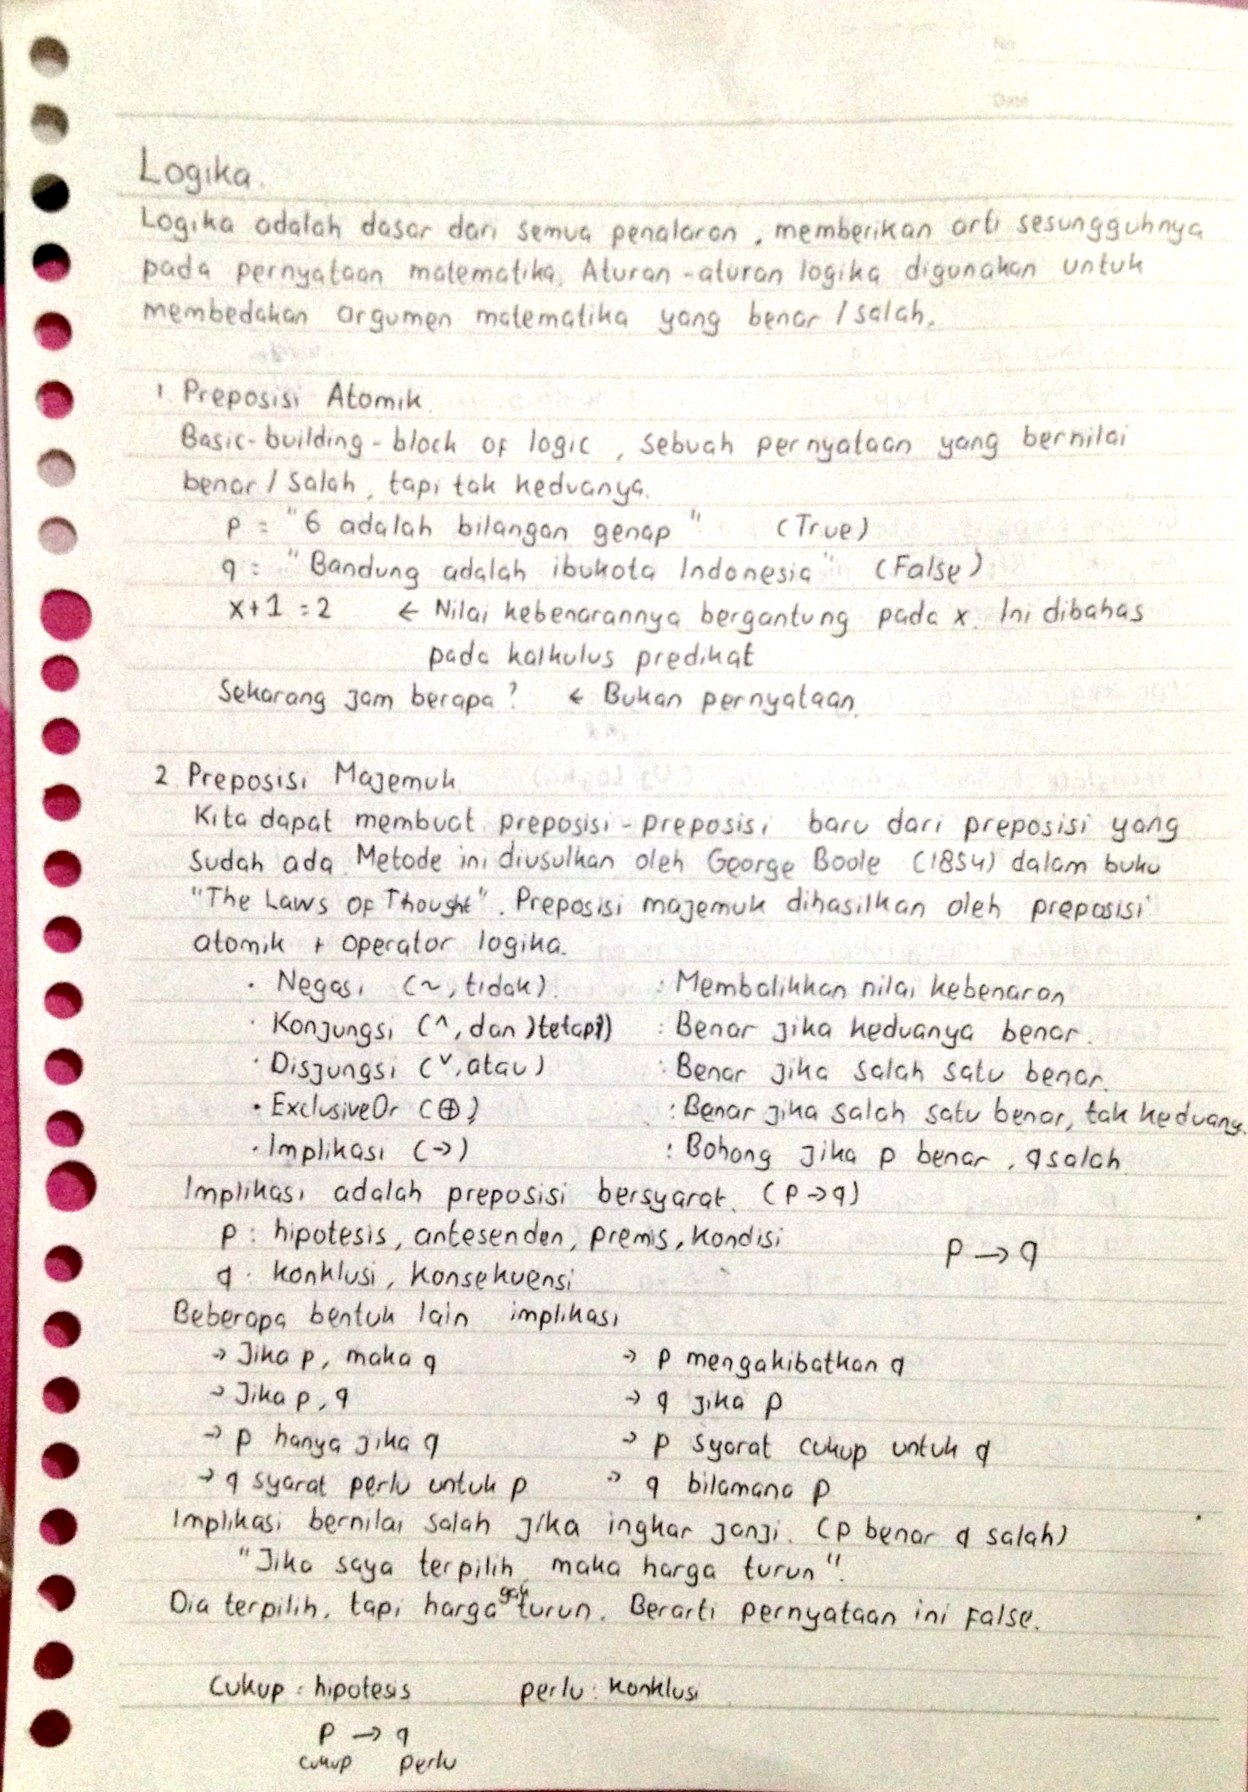 No
Date
Logika.
Logika adalah dasar dari semua penalaran, memberikan arti sesungguhnya
pada pernyataan matematika. Aturan-aturan logika digunakan untuk
membedakan argumen matematika yang benar / salah.
1 Preposisi Atomik.
Basic-building-block of logic, sebuah pernyataan yang bernilai
benar / salah, tapi tak keduanya.
p = "6 adalah bilangan genap" (True)
q : "Bandung adalah ibukota Indonesia" (False)
x+1 = 2 ← Nilai kebenarannya bergantung pada x. Ini dibahas
pada kalkulus predikat
Sekarang jam berapa? ← Bukan pernyataan.
2 Preposisi Majemuk
Kita dapat membuat preposisi-preposisi baru dari preposisi yang
sudah ada. Metode ini diusulkan oleh George Boole (1854) dalam buku
"The Laws of Thought". Preposisi majemuk dihasilkan oleh preposisi
atomik + operator logika.
· Negasi (~, tidak) : Membalikkan nilai kebenaran
· Konjungsi (^, dan )tetapi) : Benar jika keduanya benar.
· Disjungsi (v, atau) : Benar jika salah satu benar.
· ExclusiveOr (⊕) : Benar jika salah satu benar, tak keduany.
· Implikasi (→) : Bohong jika p benar, q salah
Implikasi adalah preposisi bersyarat. (p → q)
p : hipotesis, antesenden, premis, kondisi
p → q
q : konklusi, konsekuensi
Beberapa bentuk lain implikasi
→ Jika p, maka q → p mengakibatkan q
→ Jika p, q → q jika p
→ p hanya jika q → p syarat cukup untuk q
→ q syarat perlu untuk p → q bilamana p
Implikasi bernilai salah jika ingkar janji. (p benar q salah)
"Jika saya terpilih, maka harga turun".
Dia terpilih, tapi harga gak turun. Berarti pernyataan ini False.
Cukup : hipotesis perlu : konklusi
p → q
cukup perlu